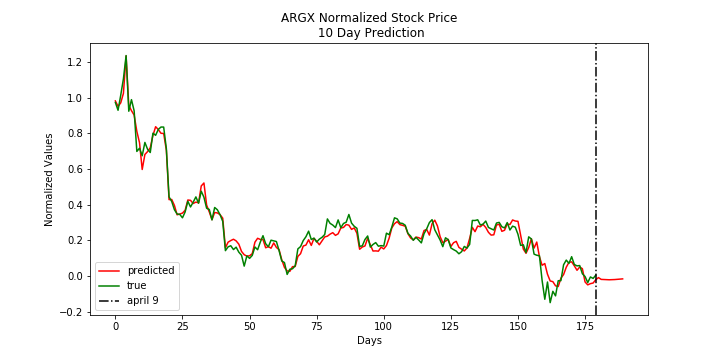 ARGX Normalized Stock Price
10 Day Prediction
Normalized Values
1.2
1.0
0.8
0.6
0.4
0.2
0.0
−0.2
predicted
true
april 9
0 25 50 75 100 125 150 175
Days